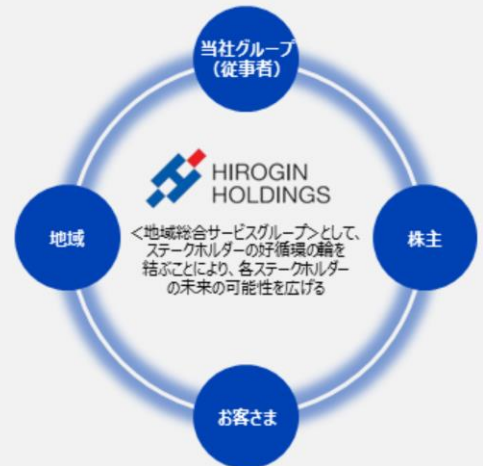 当社グループ
（従事者）
HIROGIN
HOLDINGS
地域
＜地域総合サービスグループ＞として、
ステークホルダーの好循環の輪を
結ぶことにより、各ステークホルダー
の未来の可能性を広げる
株主
お客さま